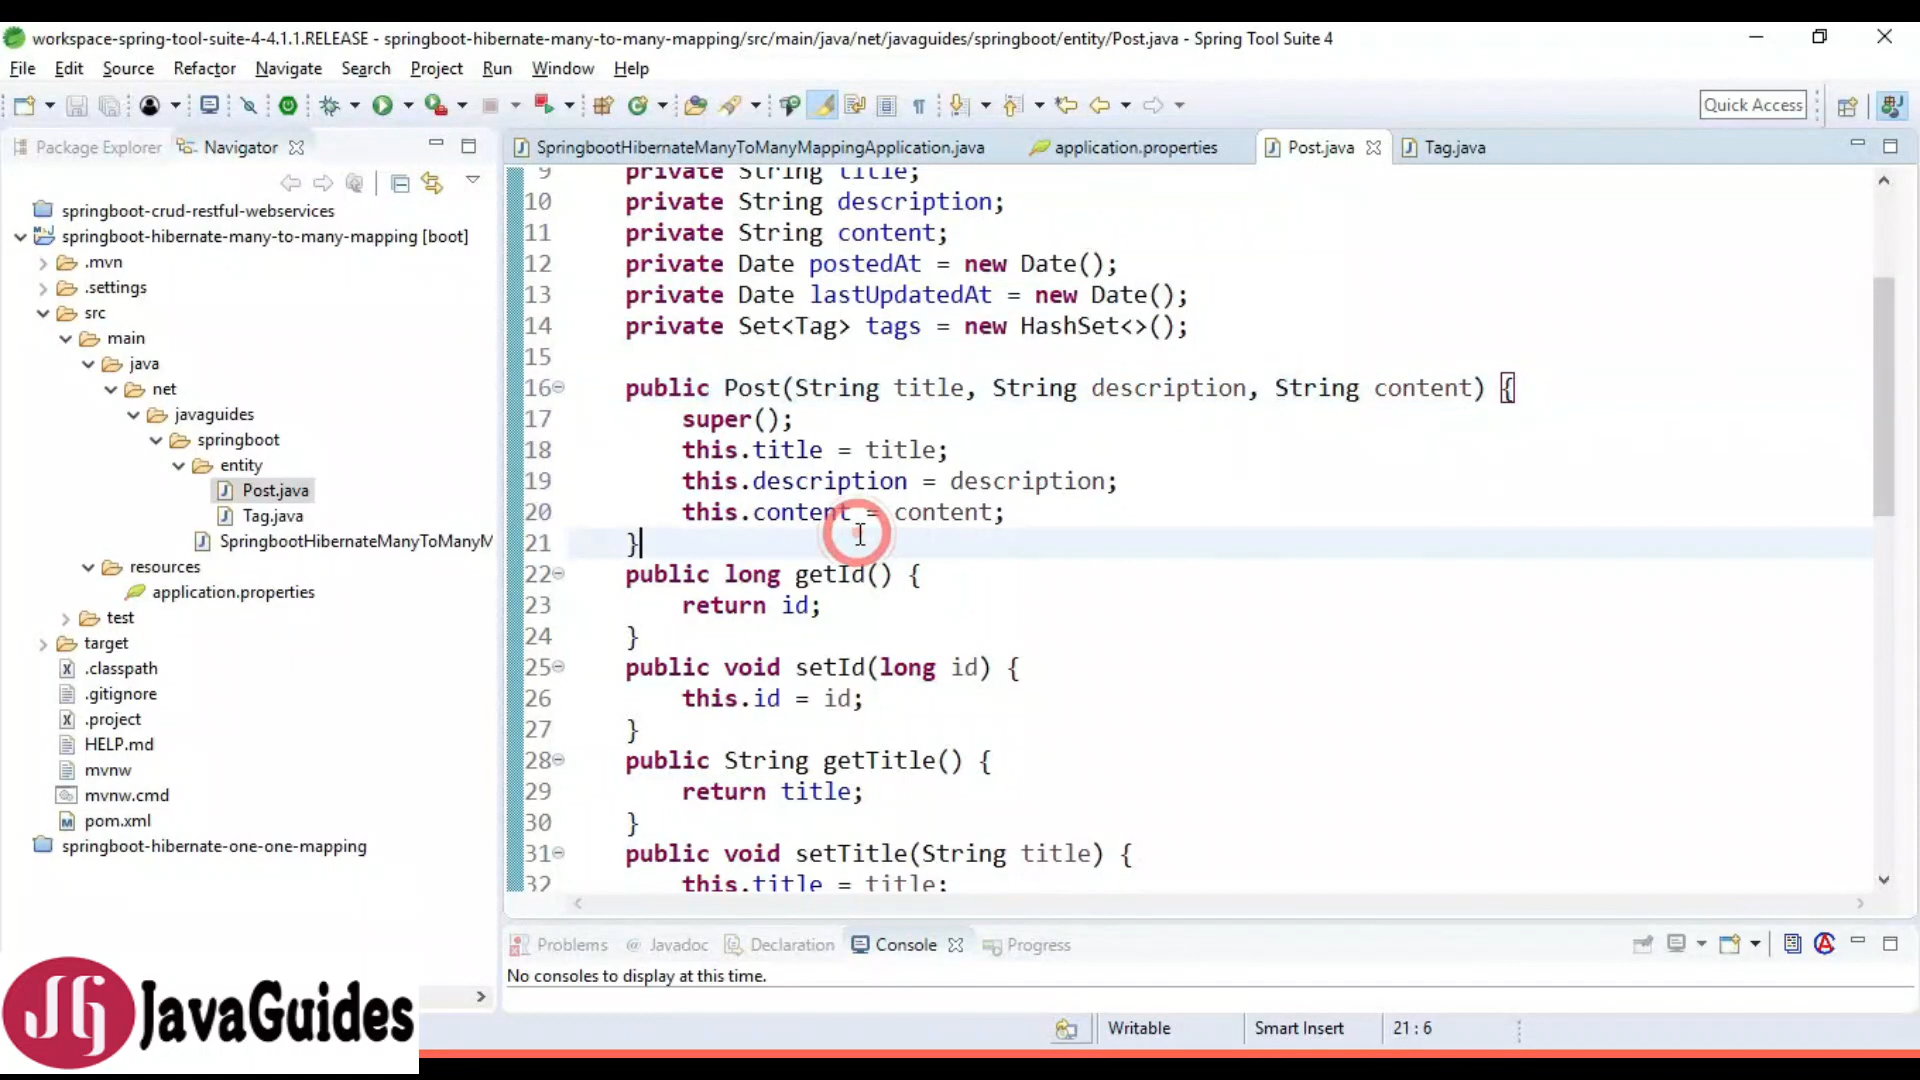 workspace-spring-tool-suite-4-4.1.1.RELEASE - springboot-hibernate-many-to-many-mapping/src/main/java/net/javaguides/springboot/entity/Post.java - Spring Tool Suite 4
File Edit Source Refactor Navigate Search Project Run Window Help
Quick Access
Package Explorer Navigator
springboot-crud-restful-webservices
springboot-hibernate-many-to-many-mapping [boot]
.mvn
.settings
src
main
java
net
javaguides
springboot
entity
Post.java
Tag.java
SpringbootHibernateManyToManyM
resources
application.properties
test
target
.classpath
.gitignore
.project
HELP.md
mvnw
mvnw.cmd
pom.xml
springboot-hibernate-one-one-mapping
SpringbootHibernateManyToManyMappingApplication.java application.properties Post.java Tag.java
9 private String title;
10 private String description;
11 private String content;
12 private Date postedAt = new Date();
13 private Date lastUpdatedAt = new Date();
14 private Set<Tag> tags = new HashSet<>();
15
16 public Post(String title, String description, String content) {
17 super();
18 this.title = title;
19 this.description = description;
20 this.content = content;
21 }
22 public long getId() {
23 return id;
24 }
25 public void setId(long id) {
26 this.id = id;
27 }
28 public String getTitle() {
29 return title;
30 }
31 public void setTitle(String title) {
32 this.title = title;
Problems @ Javadoc Declaration Console Progress
No consoles to display at this time.
Writable Smart Insert 21 : 6
JG JavaGuides